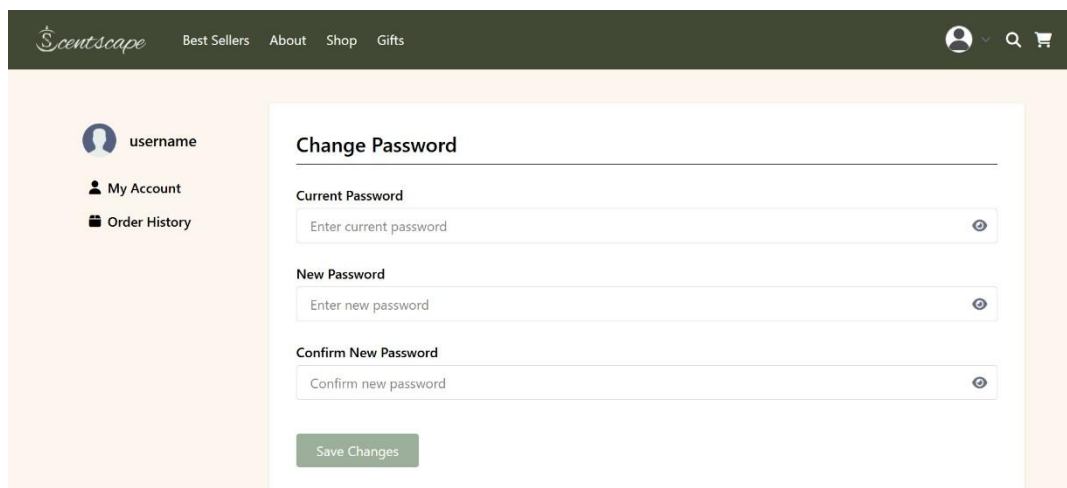 Scentscape Best Sellers About Shop Gifts
username
My Account
Order History
Change Password
Current Password
Enter current password
New Password
Enter new password
Confirm New Password
Confirm new password
Save Changes